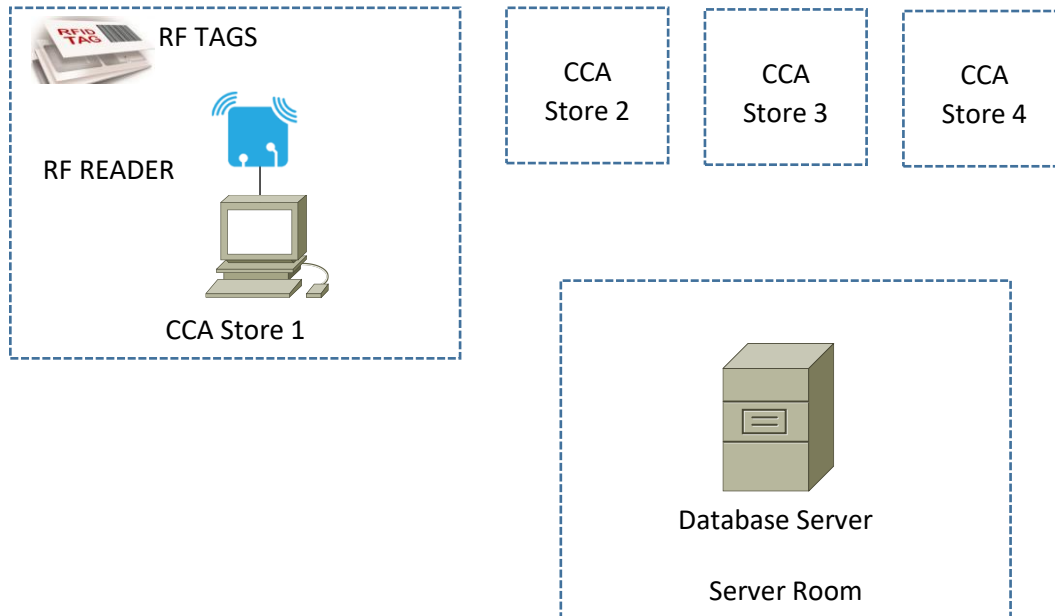 RFID
TAG
RF TAGS
RF READER
CCA Store 1
CCA
Store 2
CCA
Store 3
CCA
Store 4
Database Server
Server Room